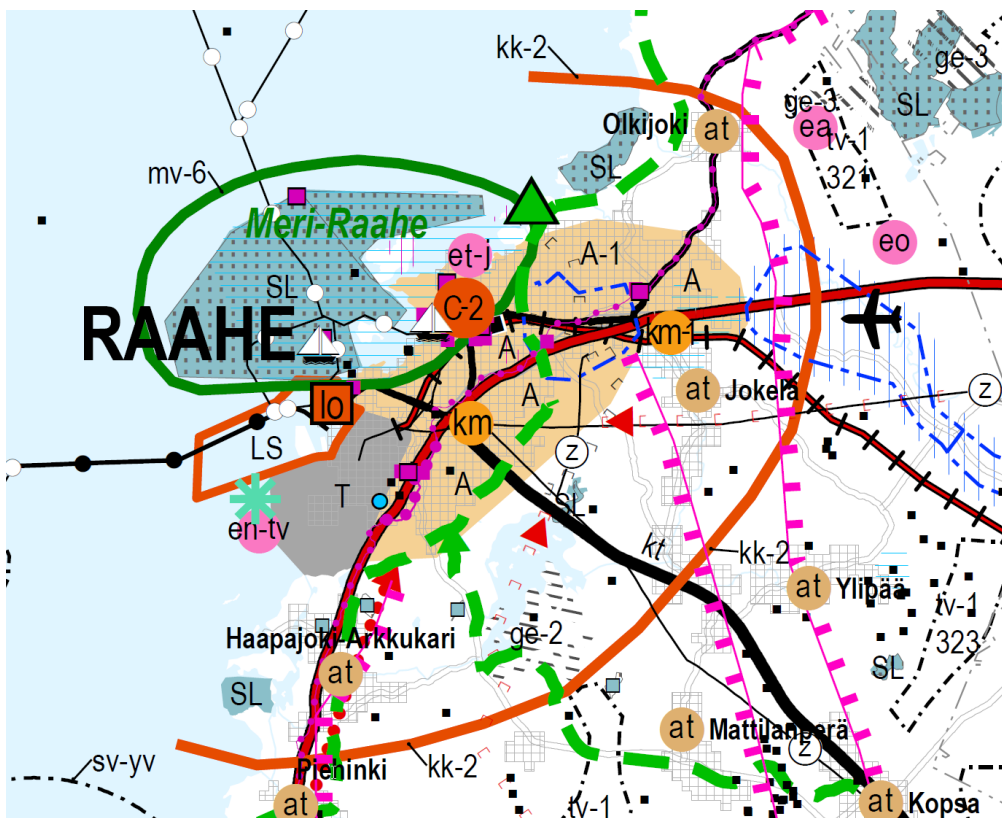 kk-2
ge-3
SL
ge-3
Olkijoki
at
ea
tv-1
321
SL
mv-6
Meri-Raahe
et-j
A-1
eo
A
SL
C-2
RAAHE
km-1
A
at
Jokela
z
lo
A
km
LS
z
T
A
SL
en-tv
kt
kk-2
at
Ylipää
tv-1
323
Haapajoki-Arkkukari
ge-2
at
SL
SL
at
Mattilanperä
z
sv-yv
Pieninki
kk-2
at
tv-1
at
Kopsa